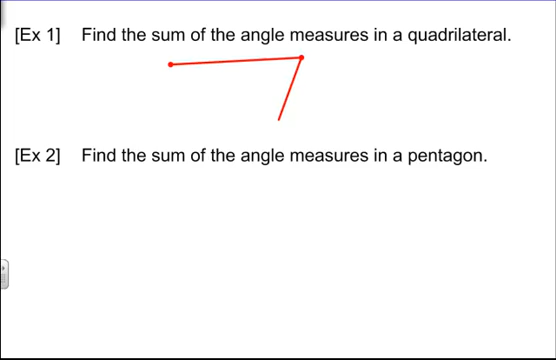 [Ex 1] Find the sum of the angle measures in a quadrilateral.
[Ex 2] Find the sum of the angle measures in a pentagon.